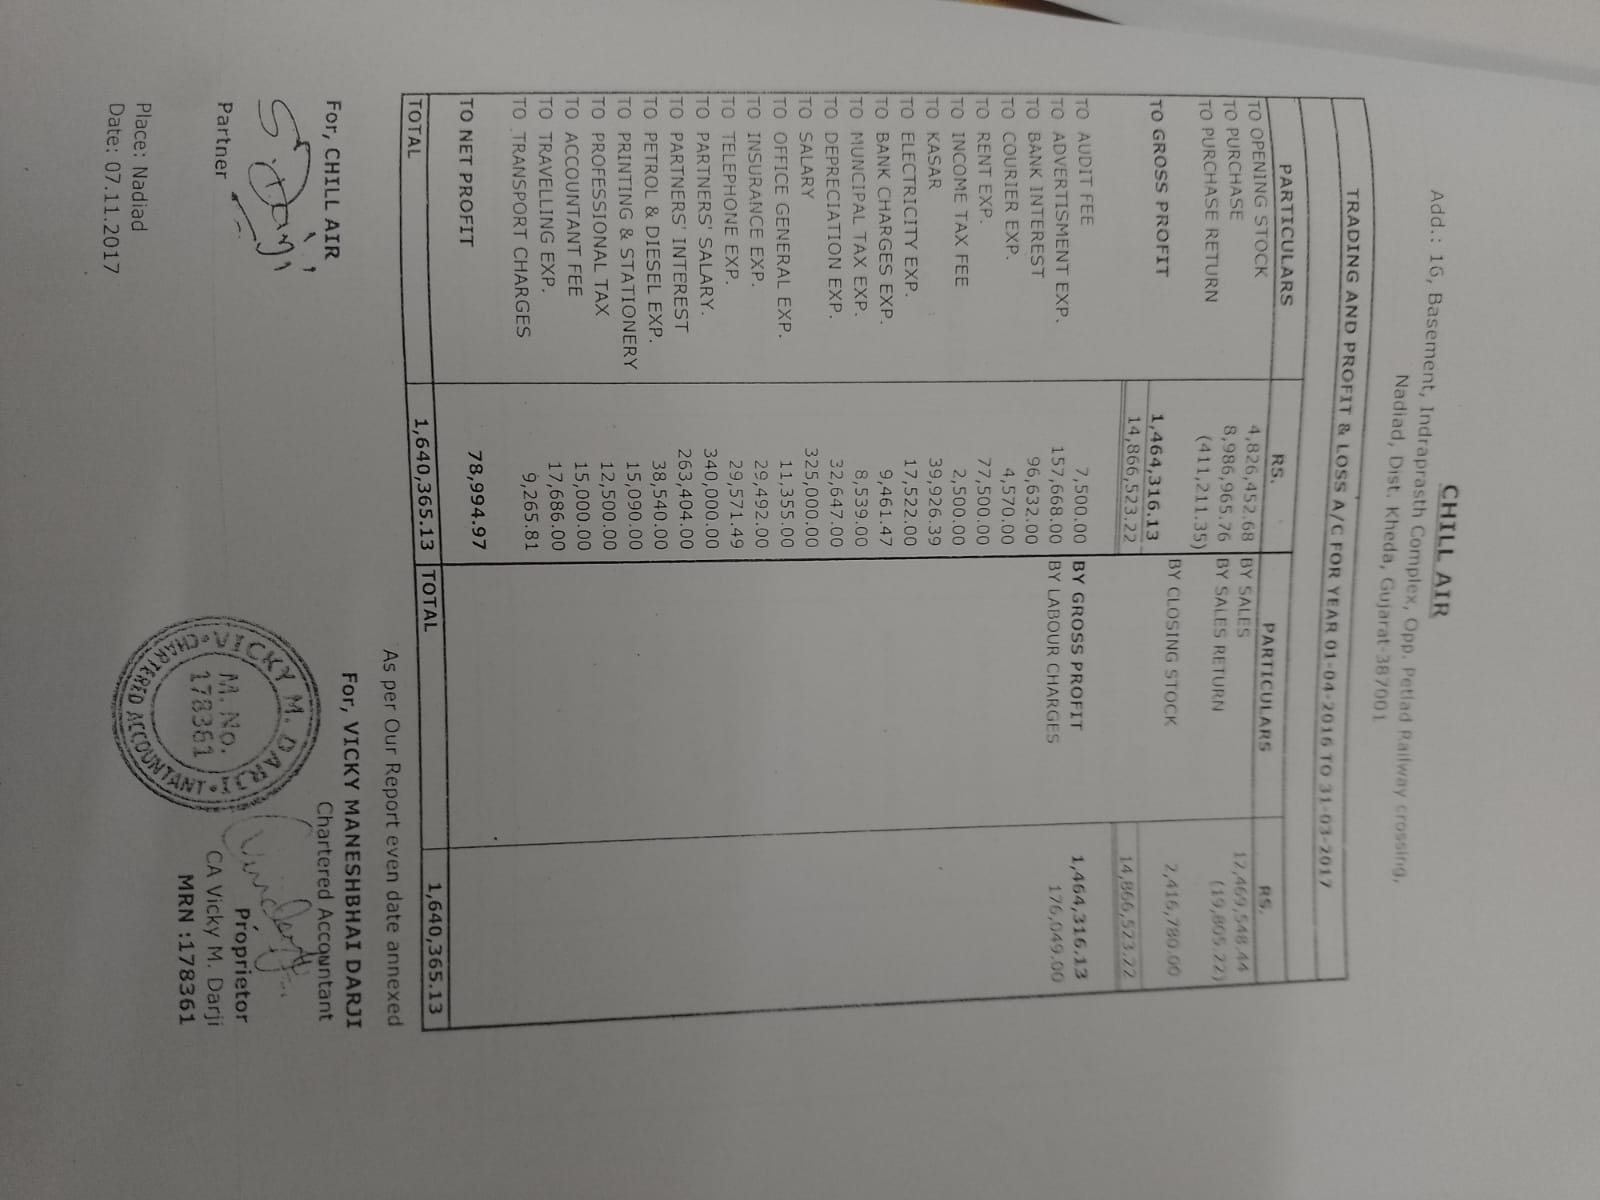 CHILL AIR
Add.: 16, Basement, Indraprasth Complex, Opp. Petlad Railway crossing,
Nadiad, Dist. Kheda, Gujarat-387001
TRADING AND PROFIT & LOSS A/C FOR YEAR 01-04-2016 TO 31-03-2017
PARTICULARS RS. PARTICULARS RS.
TO OPENING STOCK 4,826,452.68 BY SALES 12,469,548.44
TO PURCHASE 8,986,965.76 BY SALES RETURN (19,805.22)
TO PURCHASE RETURN (411,211.35)
TO GROSS PROFIT 1,464,316.13 BY CLOSING STOCK 2,416,780.00
14,866,523.22 14,866,523.22
TO AUDIT FEE 7,500.00 BY GROSS PROFIT 1,464,316.13
TO ADVERTISMENT EXP. 157,668.00 BY LABOUR CHARGES 176,049.00
TO BANK INTEREST 96,632.00
TO COURIER EXP. 4,570.00
TO RENT EXP. 77,500.00
TO INCOME TAX FEE 2,500.00
TO KASAR 39,926.39
TO ELECTRICITY EXP. 17,522.00
TO BANK CHARGES EXP. 9,461.47
TO MUNCIPAL TAX EXP. 8,539.00
TO DEPRECIATION EXP. 32,647.00
TO SALARY 325,000.00
TO OFFICE GENERAL EXP. 11,355.00
TO INSURANCE EXP. 29,492.00
TO TELEPHONE EXP. 29,571.49
TO PARTNERS' SALARY. 340,000.00
TO PARTNERS' INTEREST 263,404.00
TO PETROL & DIESEL EXP. 38,540.00
TO PRINTING & STATIONERY 15,090.00
TO PROFESSIONAL TAX 12,500.00
TO ACCOUNTANT FEE 15,000.00
TO TRAVELLING EXP. 17,686.00
TO TRANSPORT CHARGES 9,265.81
TO NET PROFIT 78,994.97
TOTAL 1,640,365.13 TOTAL 1,640,365.13
As per Our Report even date annexed
For, CHILL AIR For, VICKY MANESHBHAI DARJI
Chartered Accountant
VICKY M. DARJI
M. No.
178361
CHARTERED ACCOUNTANT
Partner
Proprietor
CA Vicky M. Darji
MRN :178361
Place: Nadiad
Date: 07.11.2017